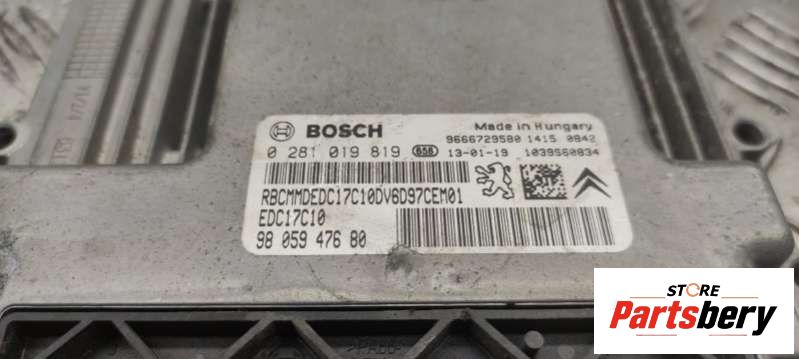 BOSCH
Made in Hungary
9666729580 1415 0842
0 281 019 819 656 13-01-19 1039S60834
RBCMMDEDC17C10DV6D97CEM01
EDC17C10
98 059 476 80
STORE
Partsbery